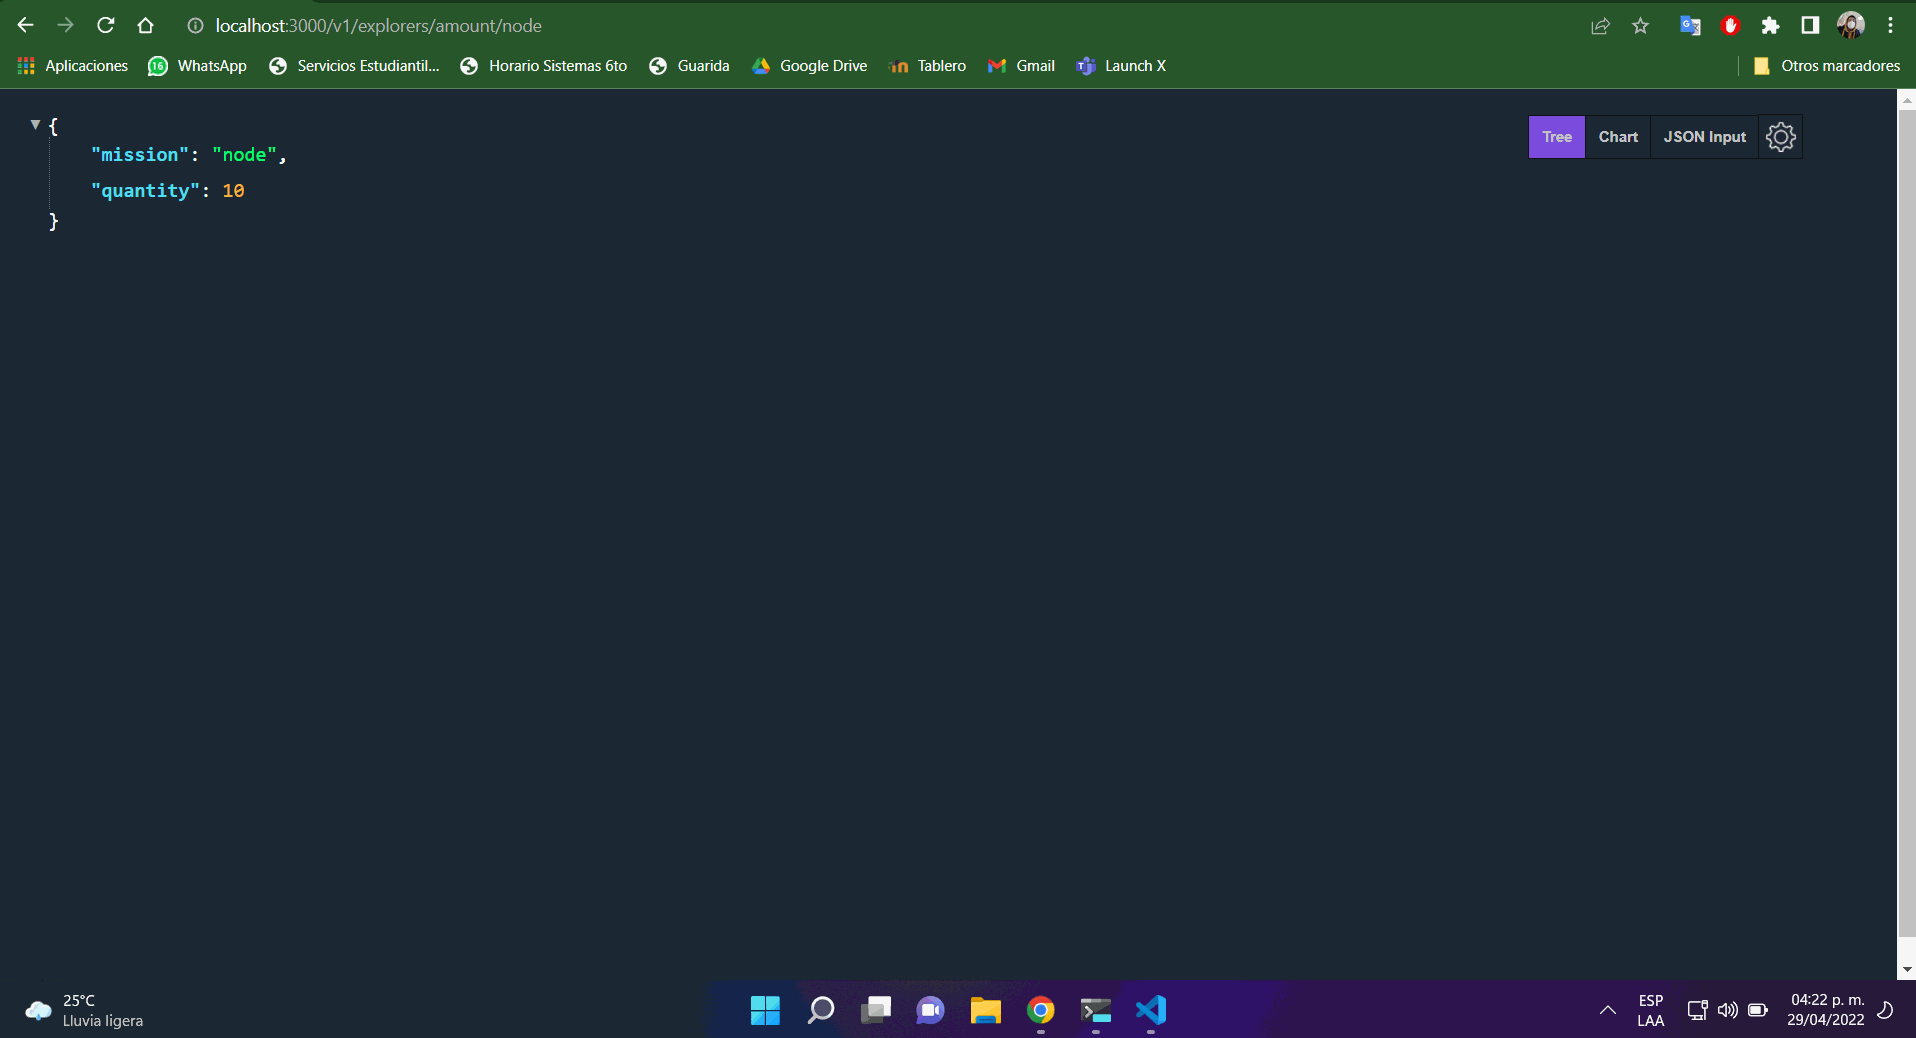 localhost:3000/v1/explorers/amount/node
Aplicaciones
16
WhatsApp
Servicios Estudiantil...
Horario Sistemas 6to
Guarida
Google Drive
Tablero
Gmail
Launch X
Otros marcadores
{
"mission": "node",
"quantity": 10
}
Tree
Chart
JSON Input
25°C
Lluvia ligera
ESP
LAA
04:22 p. m.
29/04/2022